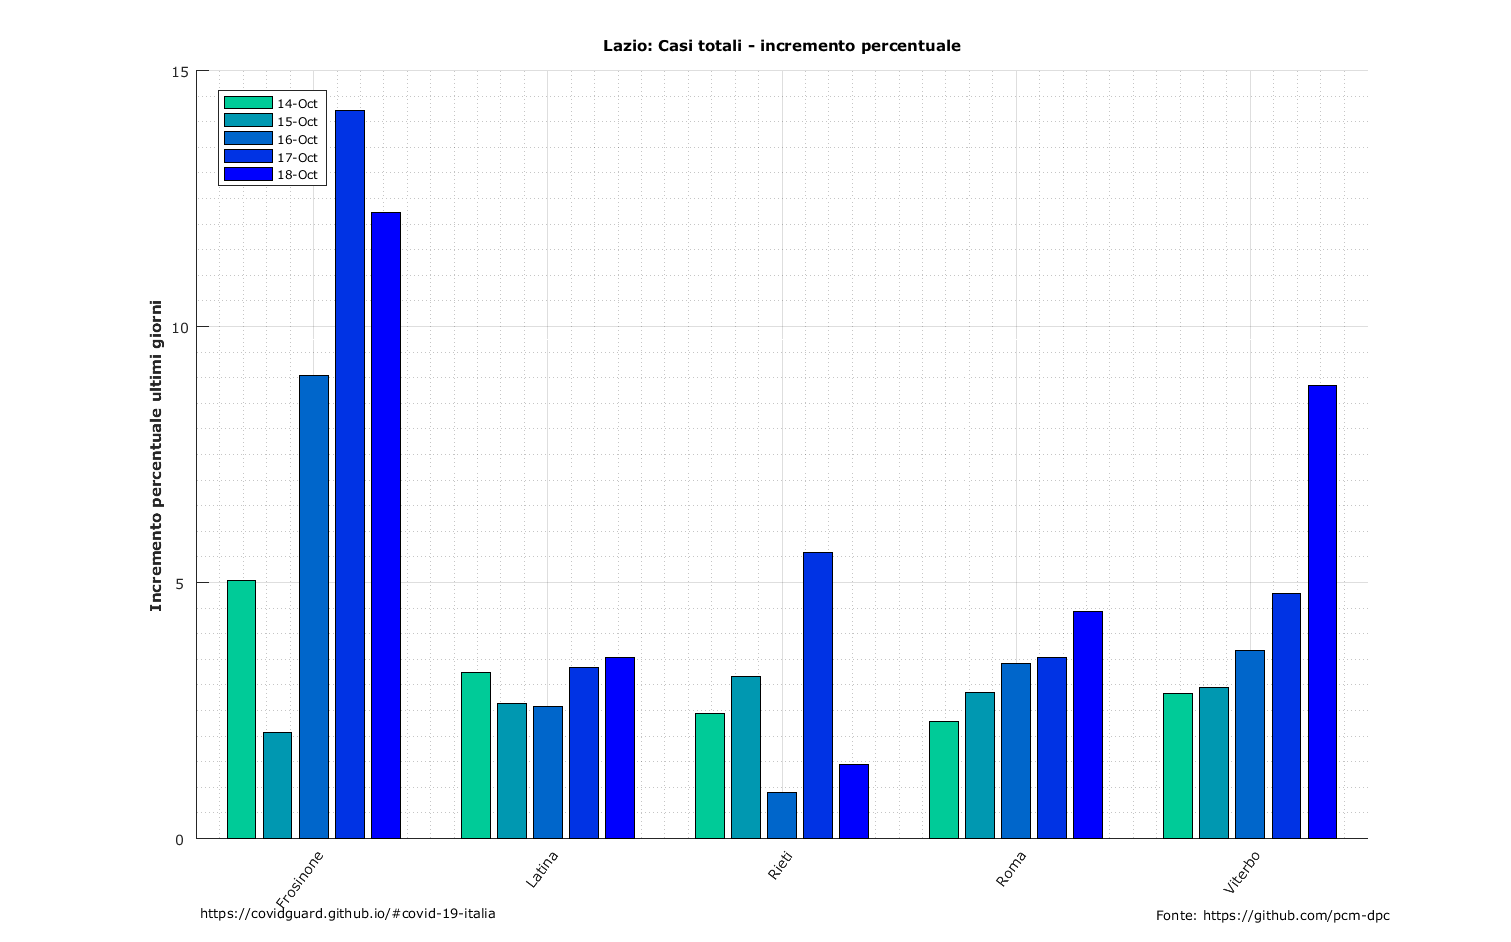 Lazio: Casi totali - incremento percentuale
Incremento percentuale ultimi giorni
15
10
5
0
14-Oct
15-Oct
16-Oct
17-Oct
18-Oct
Frosinone
Latina
Rieti
Roma
Viterbo
https://covidguard.github.io/#covid-19-italia
Fonte: https://github.com/pcm-dpc